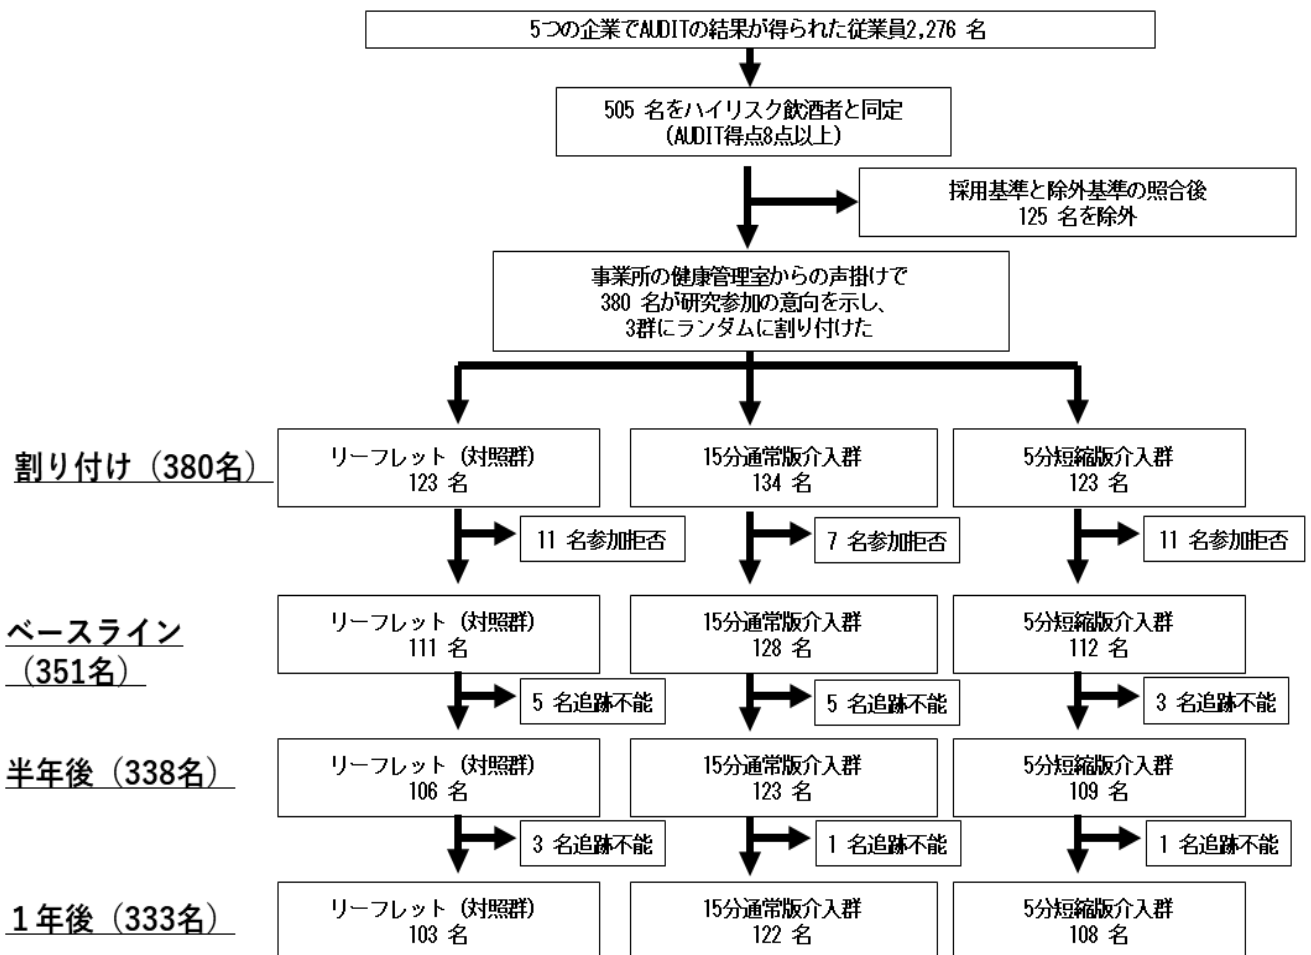 5つの企業でAUDITの結果が得られた従業員2,276 名
505 名をハイリスク飲酒者と同定
(AUDIT得点8点以上)
採用基準と除外基準の照合後
125 名を除外
事業所の健康管理室からの声掛けで
380 名が研究参加の意向を示し、
3群にランダムに割り付けた
割り付け（380名）
リーフレット (対照群)
123 名
15分通常版介入群
134 名
5分短縮版介入群
123 名
11 名参加拒否
7 名参加拒否
11 名参加拒否
ベースライン
（351名）
リーフレット (対照群)
111 名
15分通常版介入群
128 名
5分短縮版介入群
112 名
5 名追跡不能
5 名追跡不能
3 名追跡不能
半年後（338名）
リーフレット (対照群)
106 名
15分通常版介入群
123 名
5分短縮版介入群
109 名
3 名追跡不能
1 名追跡不能
1 名追跡不能
１年後（333名）
リーフレット (対照群)
103 名
15分通常版介入群
122 名
5分短縮版介入群
108 名